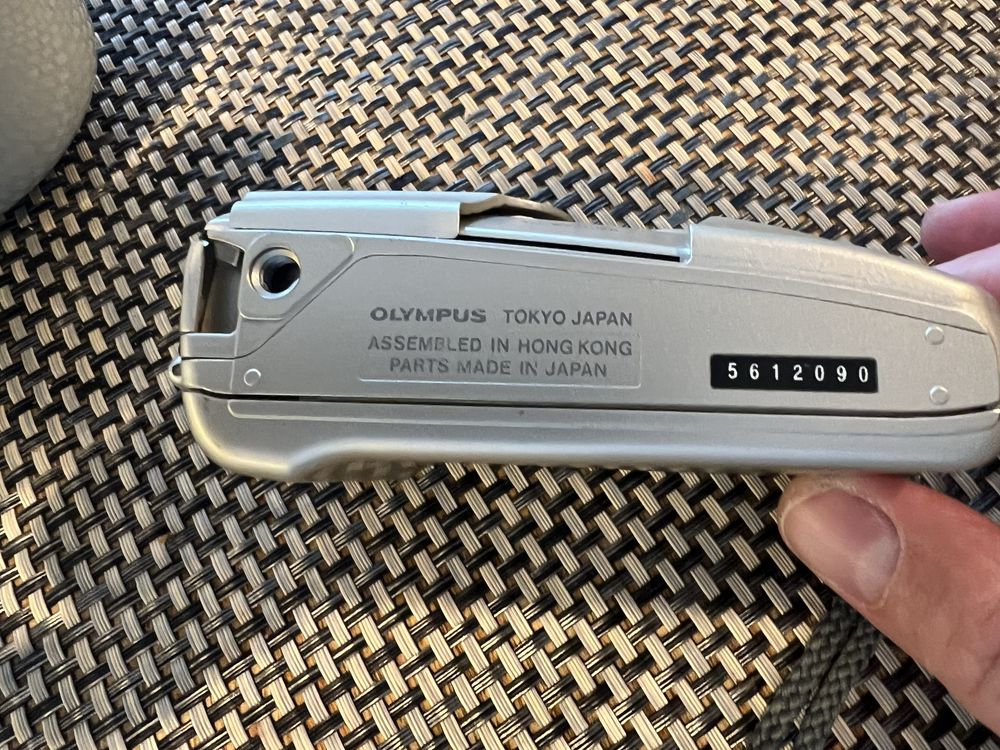 OLYMPUS TOKYO JAPAN
ASSEMBLED IN HONG KONG
PARTS MADE IN JAPAN
5612090